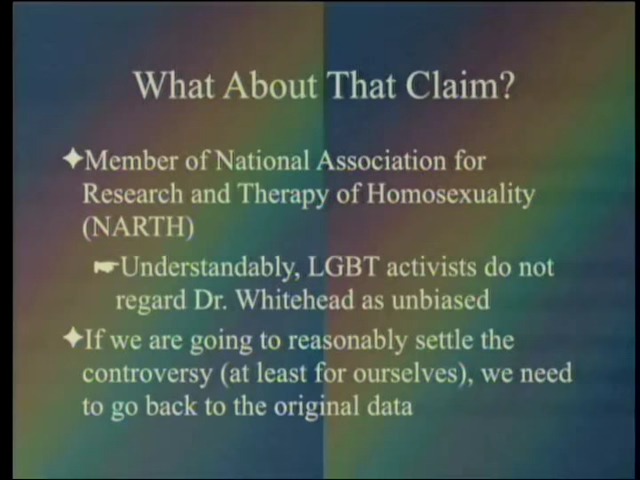 What About That Claim?
✦Member of National Association for
Research and Therapy of Homosexuality
(NARTH)
☛Understandably, LGBT activists do not
regard Dr. Whitehead as unbiased
✦If we are going to reasonably settle the
controversy (at least for ourselves), we need
to go back to the original data